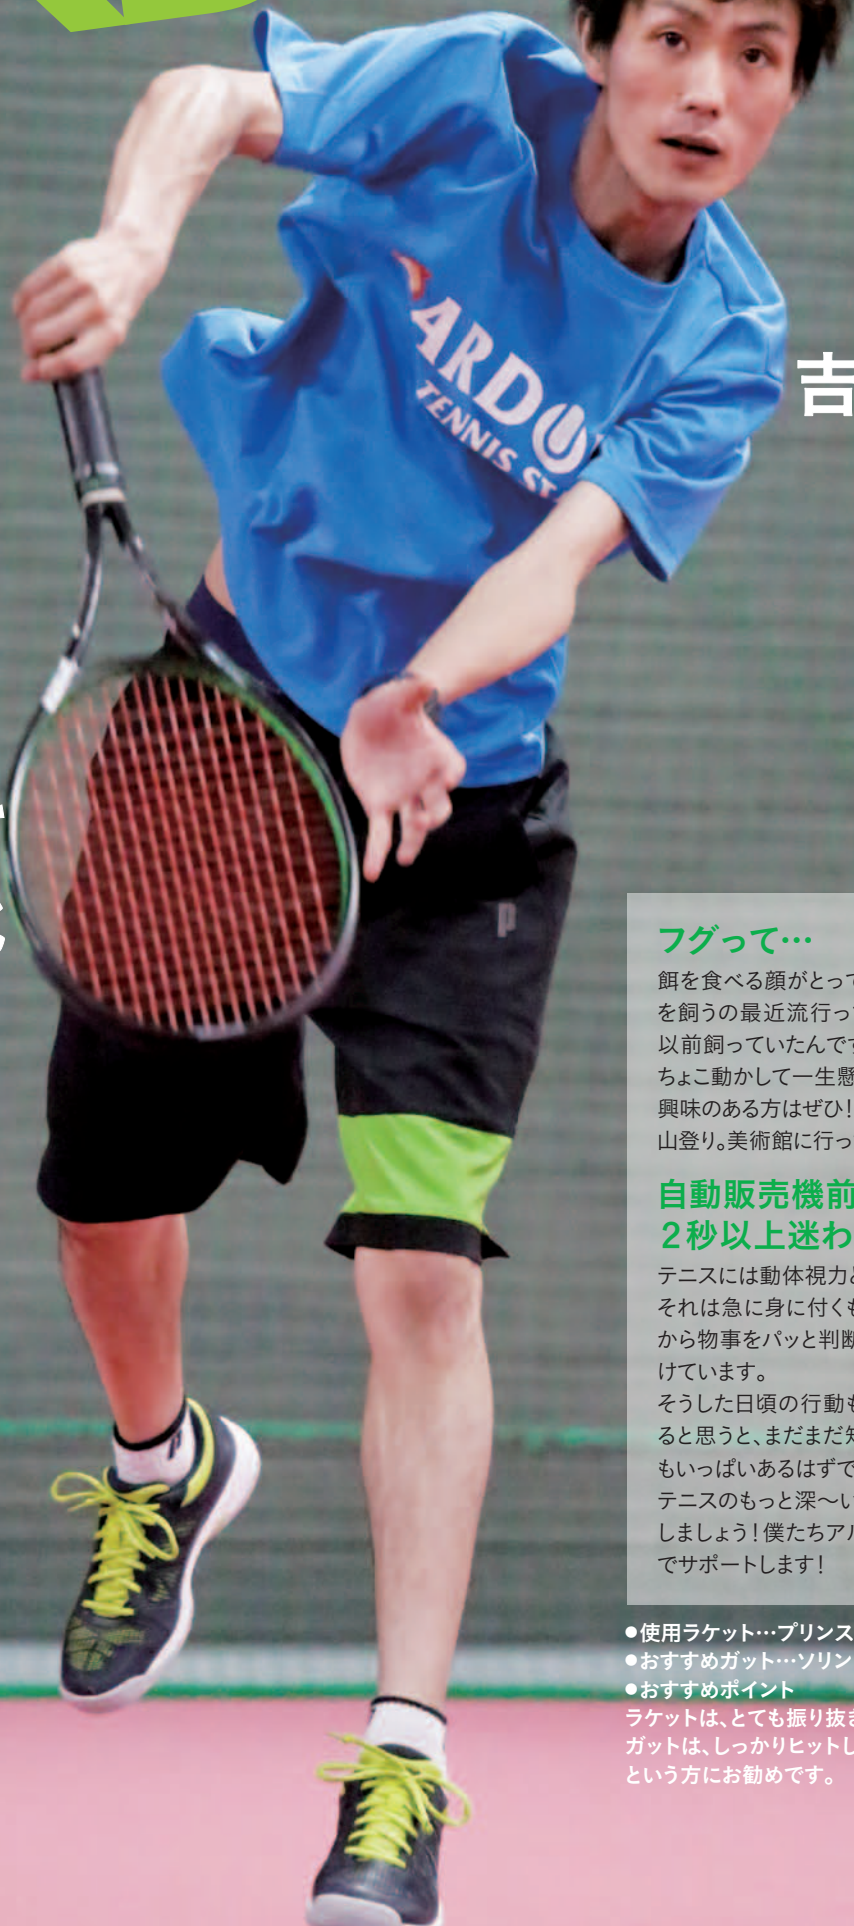 ARDO
TENNIS ST
吉
フグって…
餌を食べる顔がとって
を飼うの最近流行っ
以前飼っていたんです
ちょこ動かして一生懸
興味のある方はぜひ！
山登り。美術館に行っ
自動販売機前
２秒以上迷わ
テニスには動体視力と
それは急に身に付くも
から物事をパッと判断
けています。
そうした日頃の行動も
ると思うと、まだまだ知
もいっぱいあるはずで
テニスのもっと深〜い
しましょう！僕たちアル
でサポートします！
●使用ラケット…プリンス
●おすすめガット…ソリン
●おすすめポイント
ラケットは、とても振り抜き
ガットは、しっかりヒットし
という方にお勧めです。